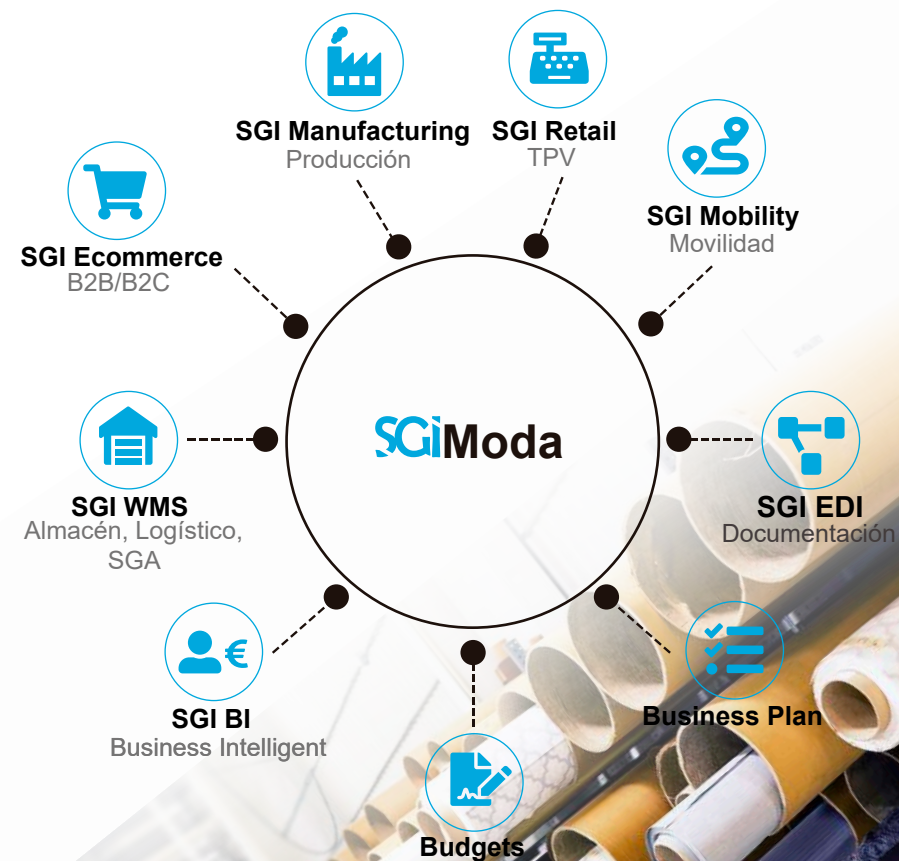 SGI Manufacturing
Producción
SGI Retail
TPV
SGI Mobility
Movilidad
SGI Ecommerce
B2B/B2C
SGiModa
SGI WMS
Almacén, Logístico,
SGA
SGI EDI
Documentación
SGI BI
Business Intelligent
Business Plan
Budgets